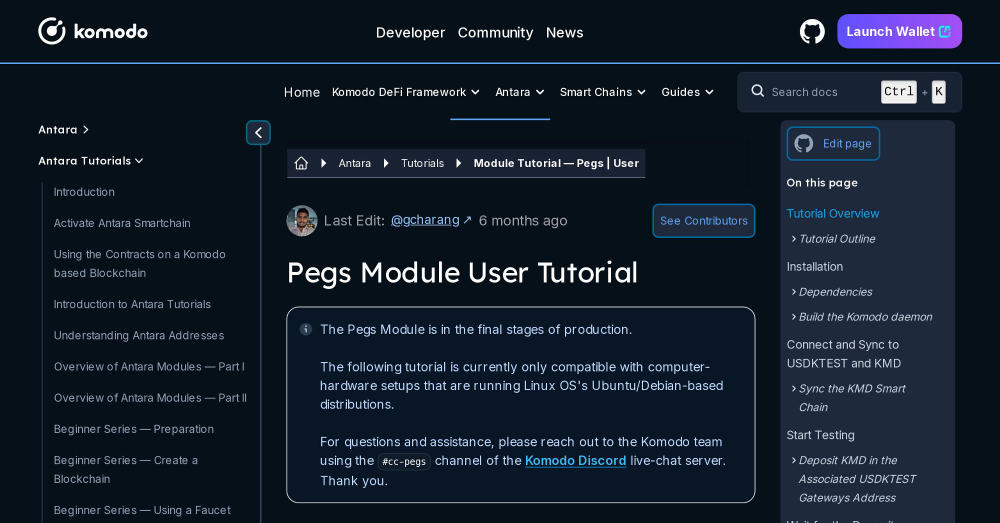 komodo
Developer Community News
Launch Wallet
Home Komodo DeFi Framework Antara Smart Chains Guides
Search docs Ctrl + K
Antara
Antara Tutorials
Introduction
Activate Antara Smartchain
Using the Contracts on a Komodo
based Blockchain
Introduction to Antara Tutorials
Understanding Antara Addresses
Overview of Antara Modules — Part I
Overview of Antara Modules — Part II
Beginner Series — Preparation
Beginner Series — Create a
Blockchain
Beginner Series — Using a Faucet
Antara Tutorials Module Tutorial — Pegs | User
Last Edit: @gcharang ↗ 6 months ago
See Contributors
Pegs Module User Tutorial
The Pegs Module is in the final stages of production.
The following tutorial is currently only compatible with computer-
hardware setups that are running Linux OS's Ubuntu/Debian-based
distributions.
For questions and assistance, please reach out to the Komodo team
using the #cc-pegs channel of the Komodo Discord live-chat server.
Thank you.
Edit page
On this page
Tutorial Overview
Tutorial Outline
Installation
Dependencies
Build the Komodo daemon
Connect and Sync to
USDKTEST and KMD
Sync the KMD Smart
Chain
Start Testing
Deposit KMD in the
Associated USDKTEST
Gateways Address